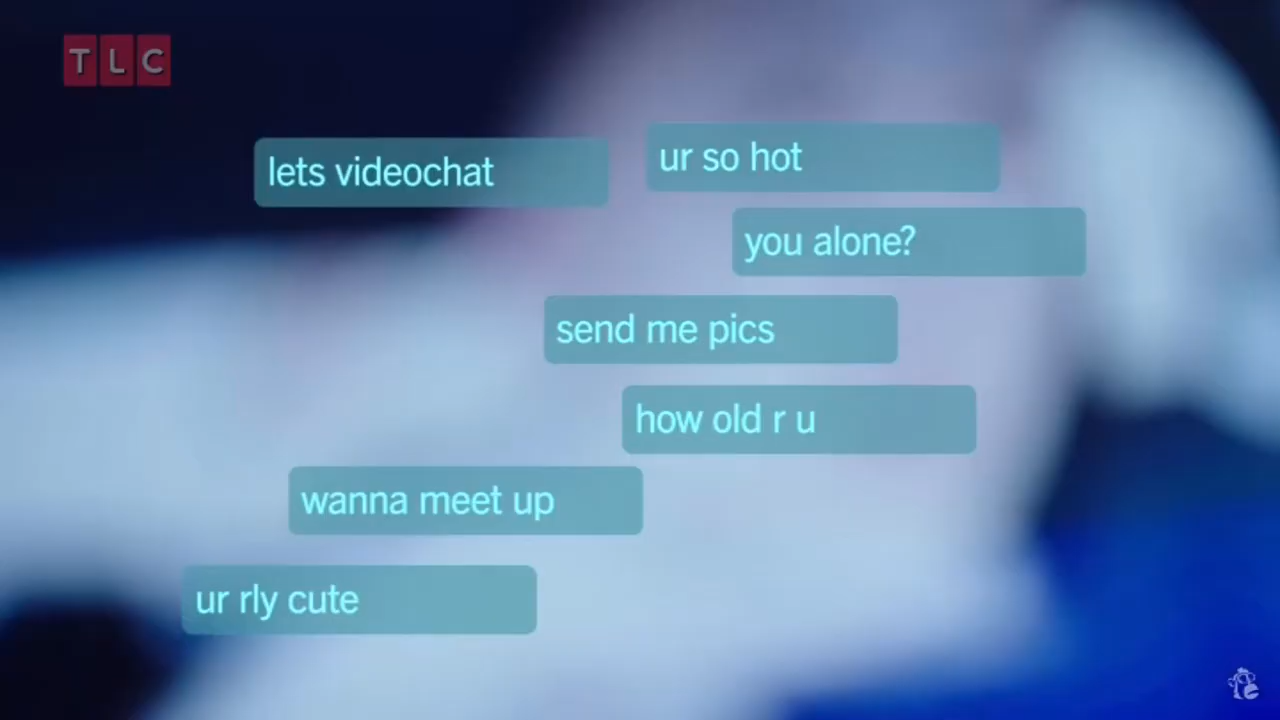 TLC
lets videochat
ur so hot
you alone?
send me pics
how old r u
wanna meet up
ur rly cute